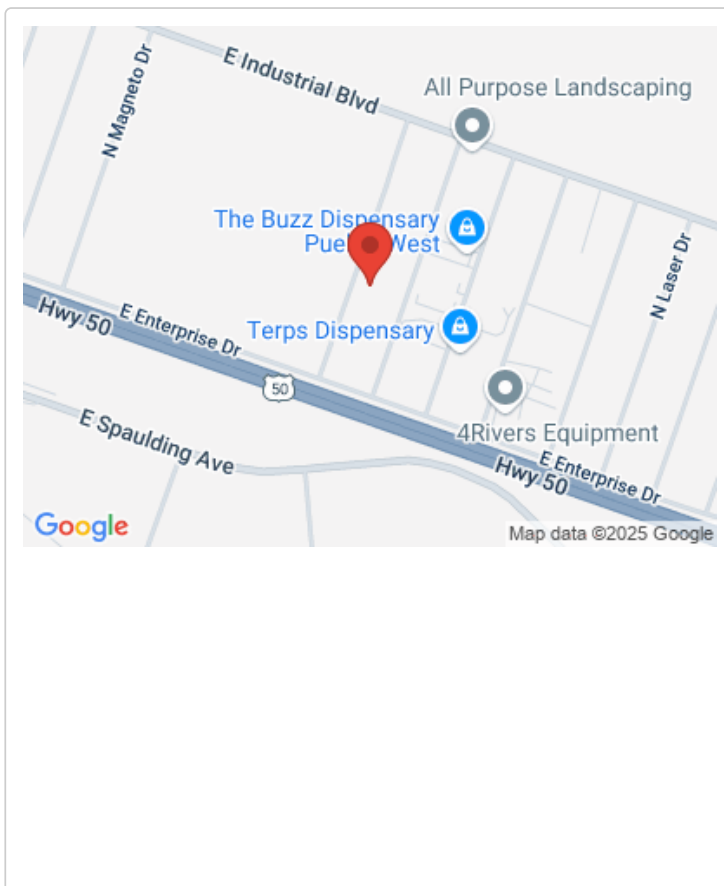 E Industrial Blvd
N Magneto Dr
All Purpose Landscaping
The Buzz Dispensary
West
N Laser Dr
Terps Dispensary
Hwy 50
E Enterprise Dr
50
4Rivers Equipment
E Spaulding Ave
Hwy 50
E Enterprise Dr
Google
Map data ©2025 Google